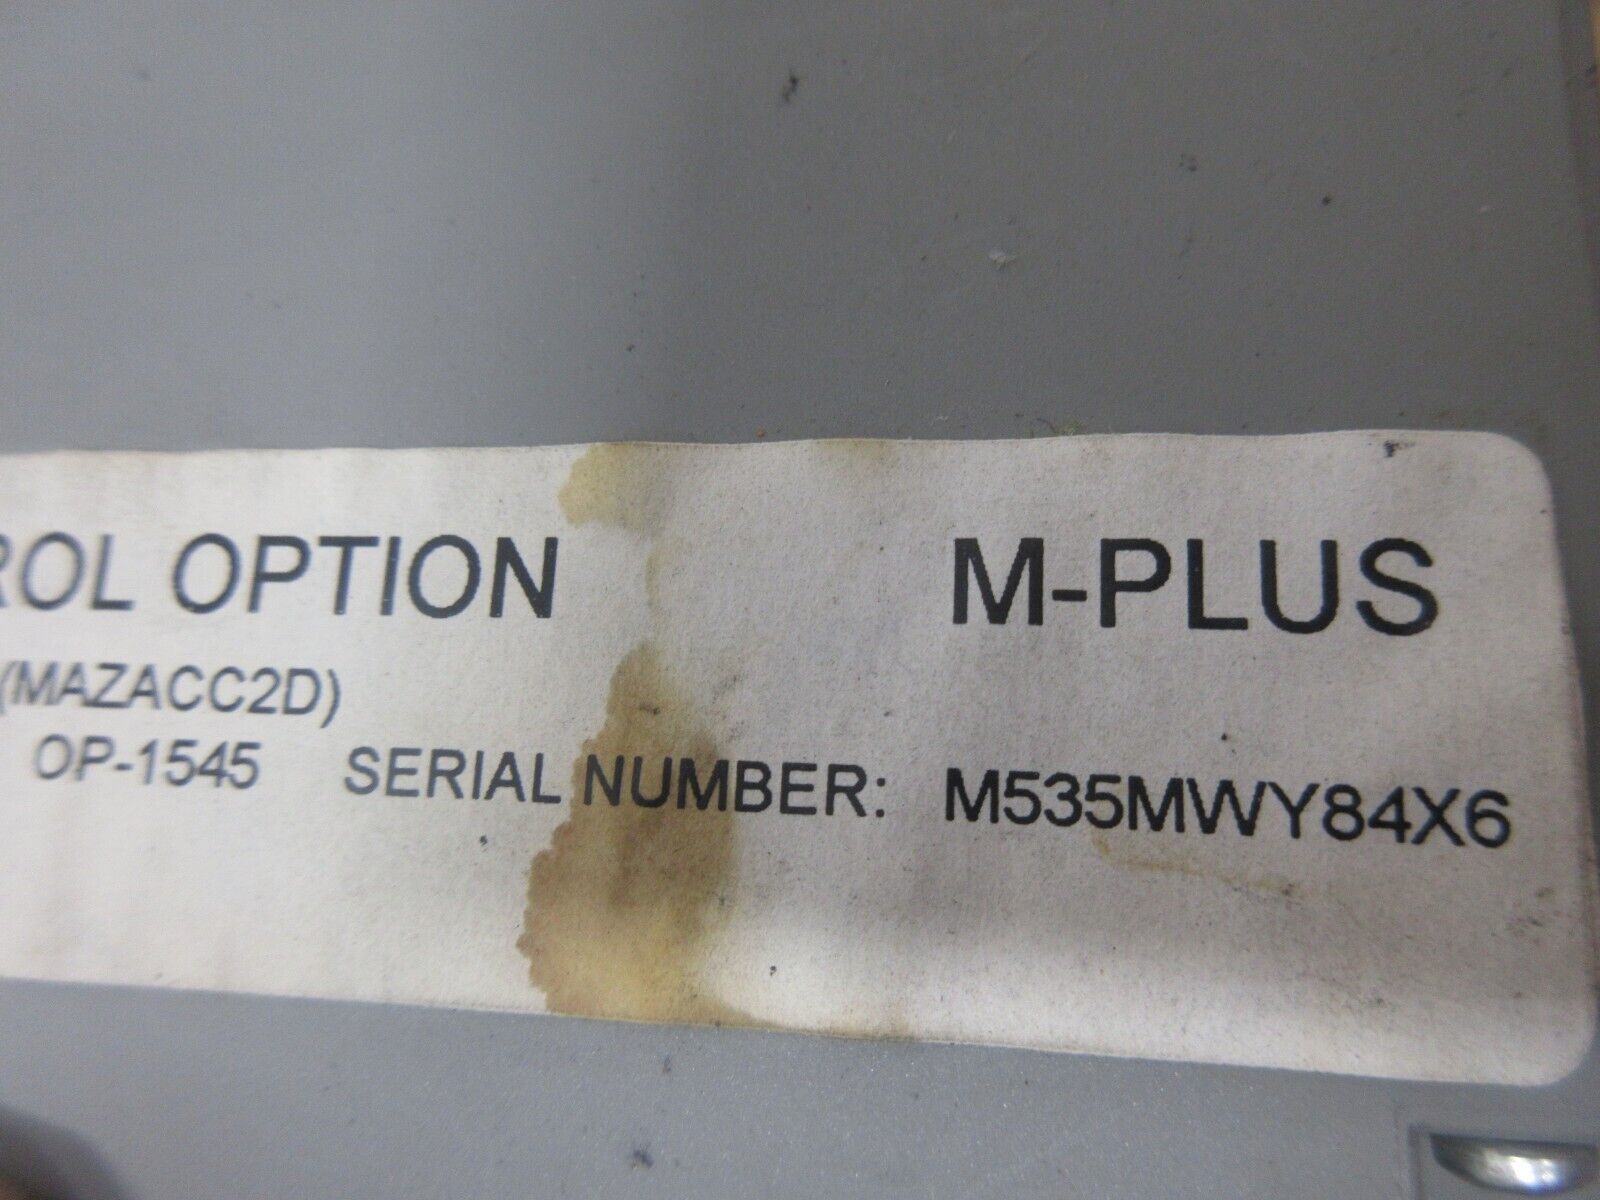 ROL OPTION M-PLUS
(MAZACC2D)
OP-1545 SERIAL NUMBER: M535MWY84X6